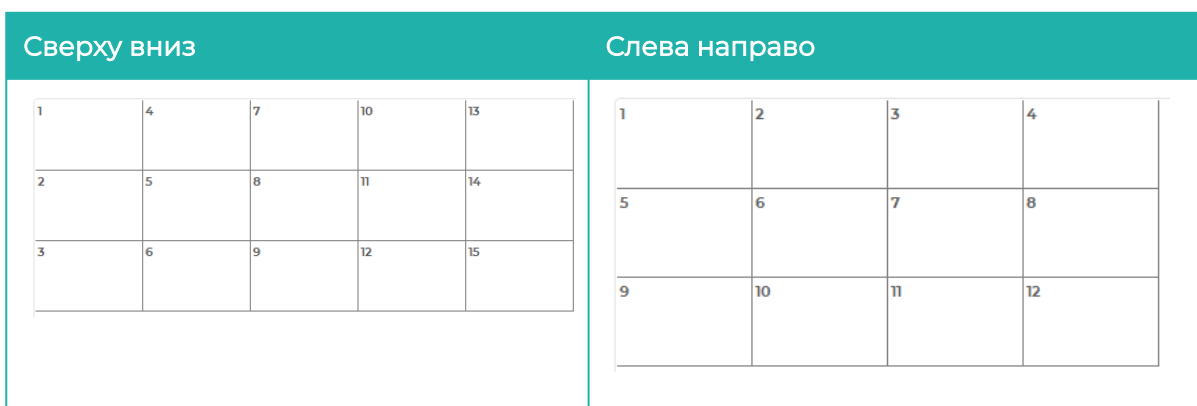 Сверху вниз
Слева направо
1 4 7 10 13
2 5 8 11 14
3 6 9 12 15
1 2 3 4
5 6 7 8
9 10 11 12